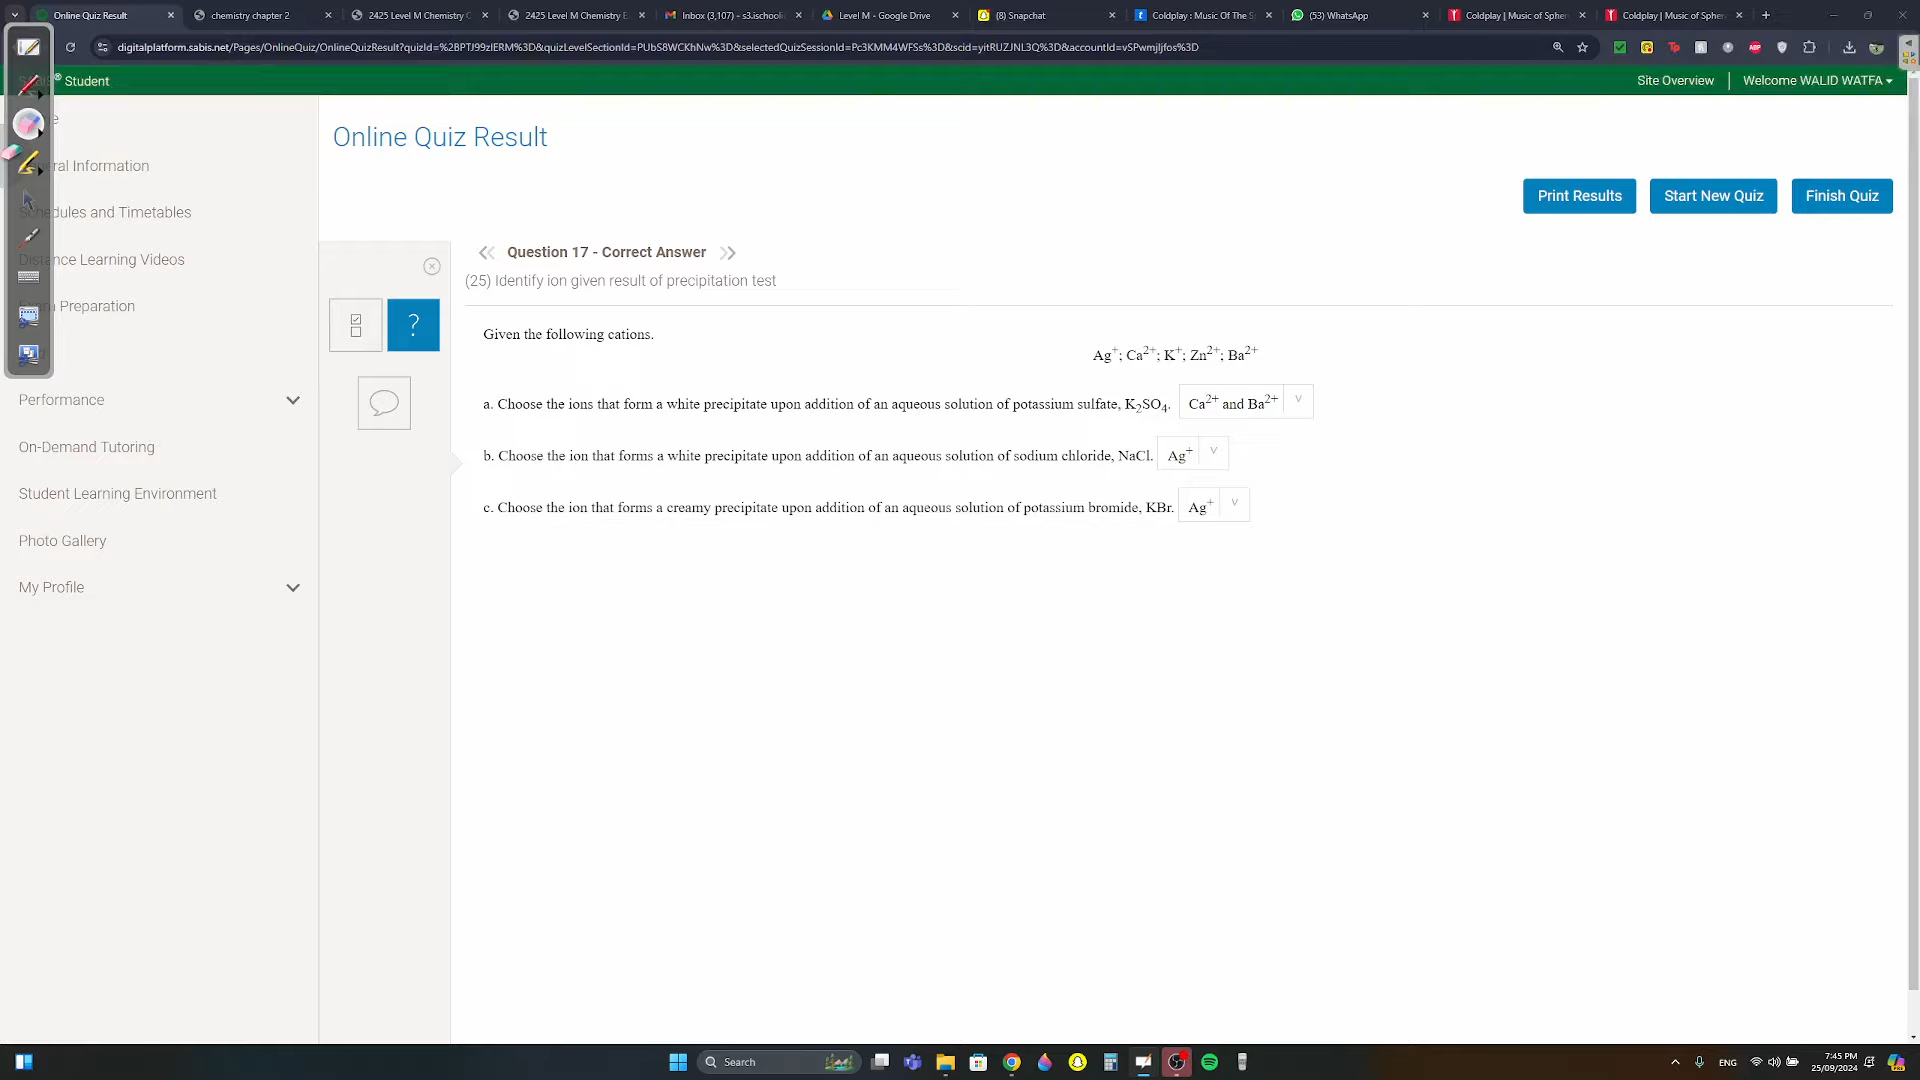 Online Quiz Result
chemistry chapter 2
2425 Level M Chemistry C
2425 Level M Chemistry E
Inbox (3,107) - s3.ischool
Level M - Google Drive
(8) Snapchat
Coldplay : Music Of The S
(53) WhatsApp
Coldplay | Music of Spher
Coldplay | Music of Spher
digitalplatform.sabis.net/Pages/OnlineQuiz/OnlineQuizResult?quizId=%2BPTJ99zlERM%3D&quizLevelSectionId=PUbS8WCKhNw%3D&selectedQuizSessionId=Pc3KMM4WFSs%3D&scid=yitRUZJNL3Q%3D&accountId=vSPwmjljfos%3D
® Student
Site Overview
Welcome WALID WATFA
Schedules and Timetables
Performance
On-Demand Tutoring
Student Learning Environment
Photo Gallery
My Profile
Online Quiz Result
Print Results
Start New Quiz
Finish Quiz
Question 17 - Correct Answer
(25) Identify ion given result of precipitation test
?
Given the following cations.
Ag⁺; Ca²⁺; K⁺; Zn²⁺; Ba²⁺
a. Choose the ions that form a white precipitate upon addition of an aqueous solution of potassium sulfate, K₂SO₄. Ca²⁺ and Ba²⁺
b. Choose the ion that forms a white precipitate upon addition of an aqueous solution of sodium chloride, NaCl. Ag⁺
c. Choose the ion that forms a creamy precipitate upon addition of an aqueous solution of potassium bromide, KBr. Ag⁺
Search
ENG
7:45 PM
25/09/2024